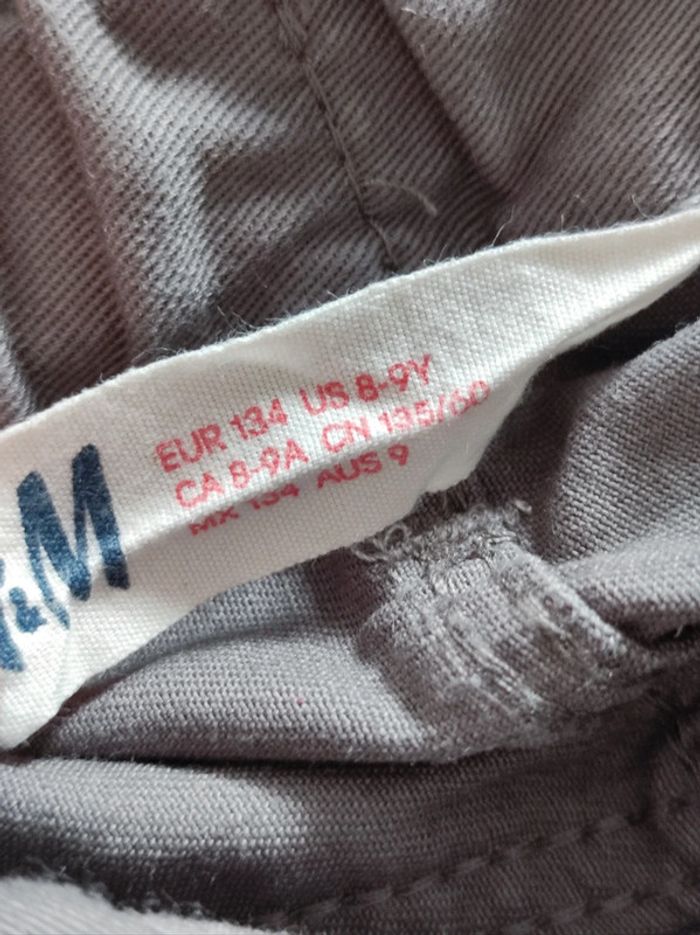 &M
EUR 134 US 8-9Y
CA 8-9A CN 135/60
MX 134 AUS 9